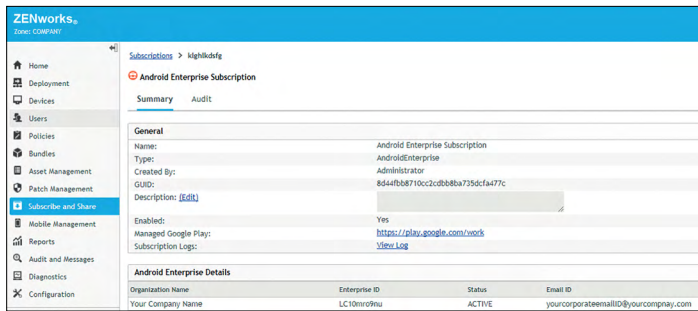 ZENworks®
Zone: COMPANY
Home
Deployment
Devices
Users
Policies
Bundles
Asset Management
Patch Management
Subscribe and Share
Mobile Management
Reports
Audit and Messages
Diagnostics
Configuration
Subscriptions > klghlkdsfg
Android Enterprise Subscription
Summary Audit
General
Name: Android Enterprise Subscription
Type: AndroidEnterprise
Created By: Administrator
GUID: 8d44fbb8710cc2cdbb8ba735dcfa477c
Description: (Edit)
Enabled: Yes
Managed Google Play: https://play.google.com/work
Subscription Logs: View Log
Android Enterprise Details
Organization Name Enterprise ID Status Email ID
Your Company Name LC10mro9nu ACTIVE yourcorporateemailID@yourcompnay.com